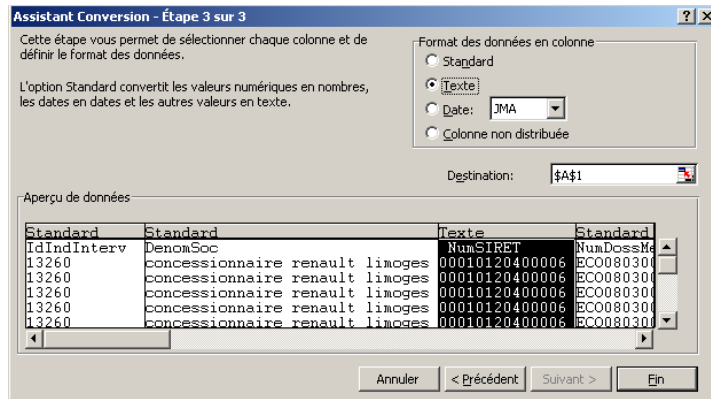 Assistant Conversion - Étape 3 sur 3
Cette étape vous permet de sélectionner chaque colonne et de
définir le format des données.
L'option Standard convertit les valeurs numériques en nombres,
les dates en dates et les autres valeurs en texte.
Format des données en colonne
Standard
Texte
Date: JMA
Colonne non distribuée
Destination: $A$1
Aperçu de données
Standard Standard Texte Standard
IdIndInterv DenomSoc NumSIRET NumDossMe
13260 concessionnaire renault limoges 00010120400006 ECO080300
13260 concessionnaire renault limoges 00010120400006 ECO080300
13260 concessionnaire renault limoges 00010120400006 ECO080300
13260 concessionnaire renault limoges 00010120400006 ECO080300
13260 concessionnaire renault limoges 00010120400006 ECO080300
Annuler < Précédent Suivant > Fin